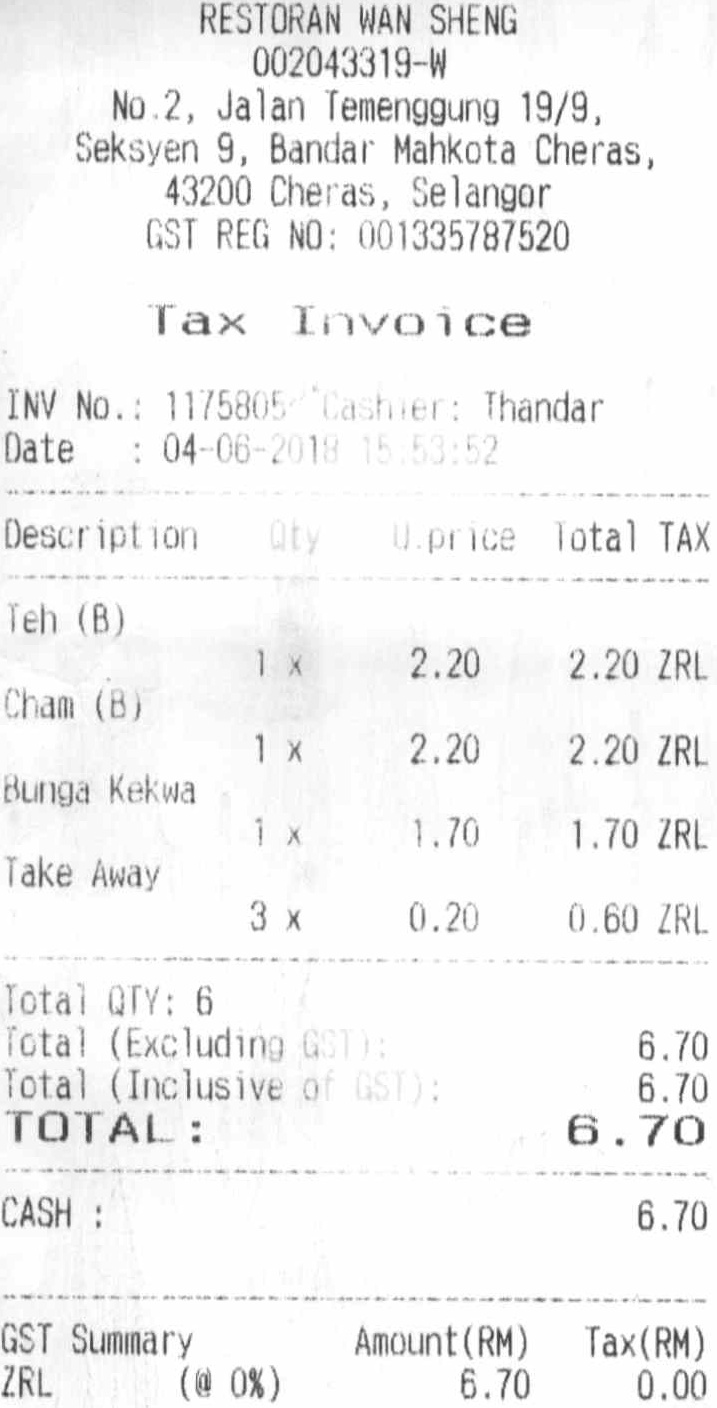 RESTORAN WAN SHENG
002043319-W
No.2, Jalan Temenggung 19/9,
Seksyen 9, Bandar Mahkota Cheras,
43200 Cheras, Selangor
GST REG NO: 001335787520
Tax Invoice
INV No.: 1175805 Cashier: Thandar
Date : 04-06-2018 15:53:52
Description Qty U.price Total TAX
Teh (B)
1 x 2.20 2.20 ZRL
Cham (B)
1 x 2.20 2.20 ZRL
Bunga Kekwa
1 x 1.70 1.70 ZRL
Take Away
3 x 0.20 0.60 ZRL
Total QTY: 6
Total (Excluding GST): 6.70
Total (Inclusive of GST): 6.70
TOTAL: 6.70
CASH : 6.70
GST Summary Amount(RM) Tax(RM)
ZRL (@ 0%) 6.70 0.00